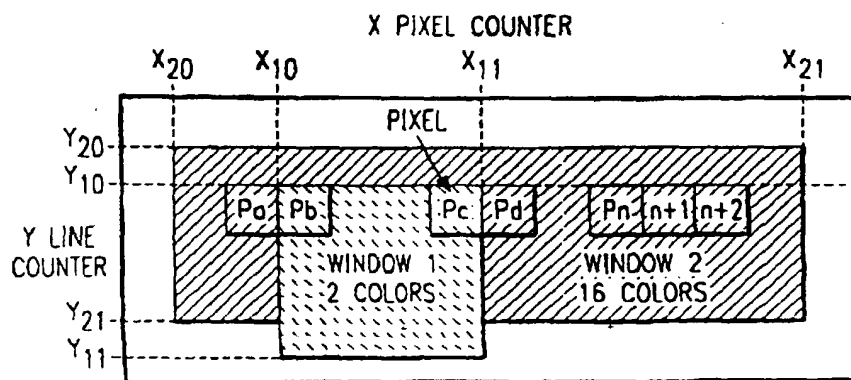 X PIXEL COUNTER
X20 X10 X11 X21
PIXEL
Y20
Y10
Pa Pb Pc Pd Pn n+1 n+2
Y LINE
COUNTER
WINDOW 1
2 COLORS
WINDOW 2
16 COLORS
Y21
Y11